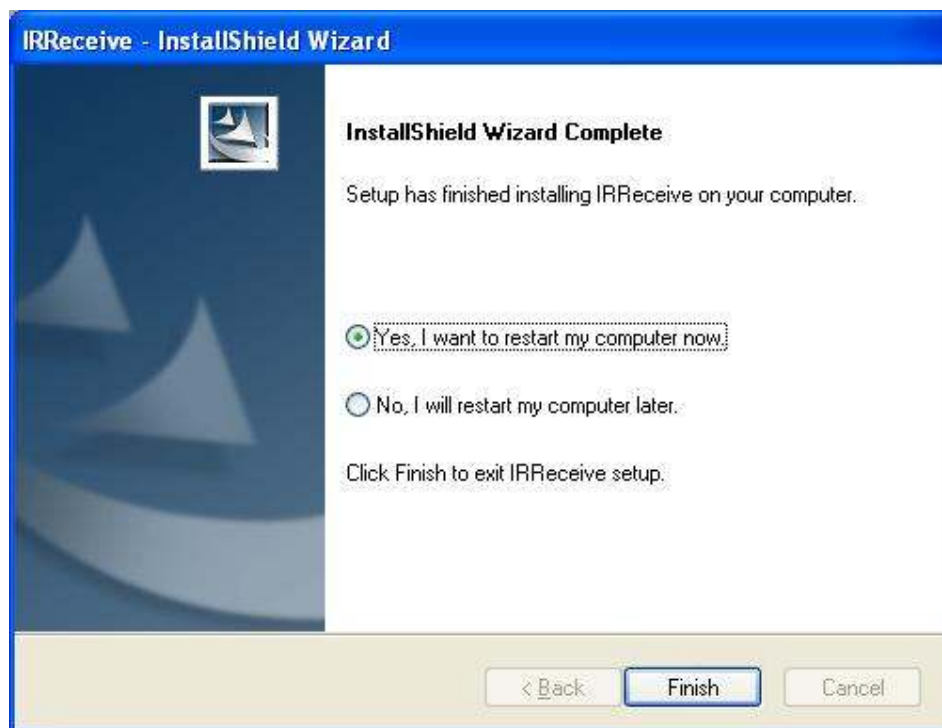 IRReceive - InstallShield Wizard
InstallShield Wizard Complete
Setup has finished installing IRReceive on your computer.
Yes, I want to restart my computer now.
No, I will restart my computer later.
Click Finish to exit IRReceive setup.
< Back Finish Cancel